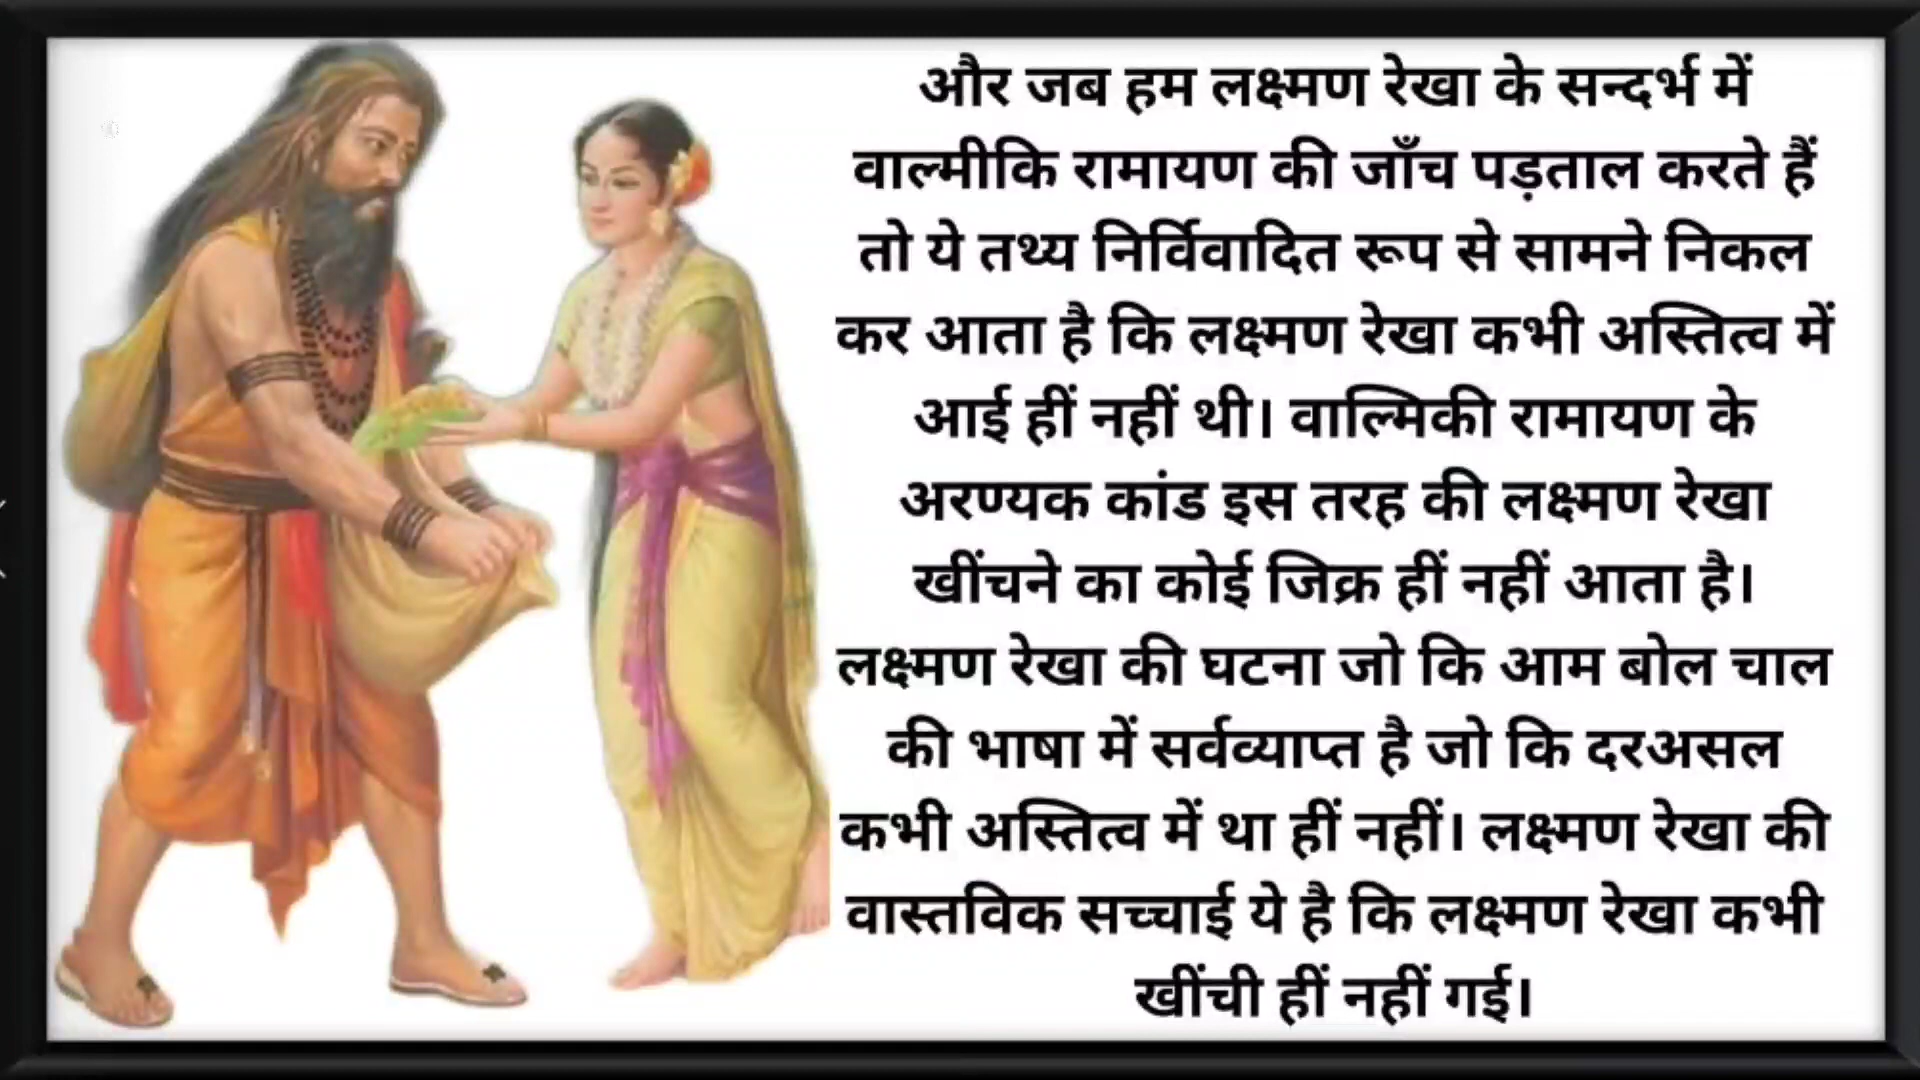 और जब हम लक्ष्मण रेखा के सन्दर्भ में
वाल्मीकि रामायण की जाँच पड़ताल करते हैं
तो ये तथ्य निर्विवादित रूप से सामने निकल
कर आता है कि लक्ष्मण रेखा कभी अस्तित्व में
आई हीं नहीं थी। वाल्मिकी रामायण के
अरण्यक कांड इस तरह की लक्ष्मण रेखा
खींचने का कोई जिक्र हीं नहीं आता है।
लक्ष्मण रेखा की घटना जो कि आम बोल चाल
की भाषा में सर्वव्याप्त है जो कि दरअसल
कभी अस्तित्व में था हीं नहीं। लक्ष्मण रेखा की
वास्तविक सच्चाई ये है कि लक्ष्मण रेखा कभी
खींची हीं नहीं गई।